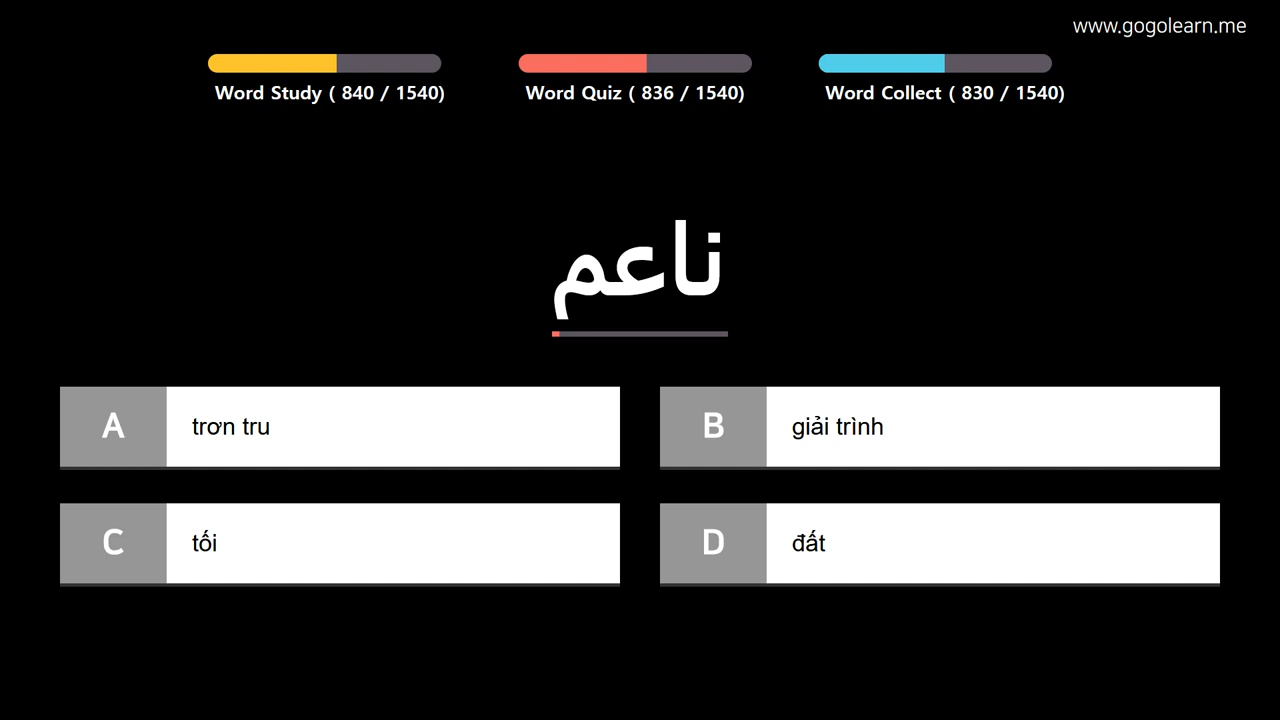 www.gogolearn.me
Word Study ( 840 / 1540)
Word Quiz ( 836 / 1540)
Word Collect ( 830 / 1540)
ناعم
A
trơn tru
B
giải trình
C
tối
D
đất